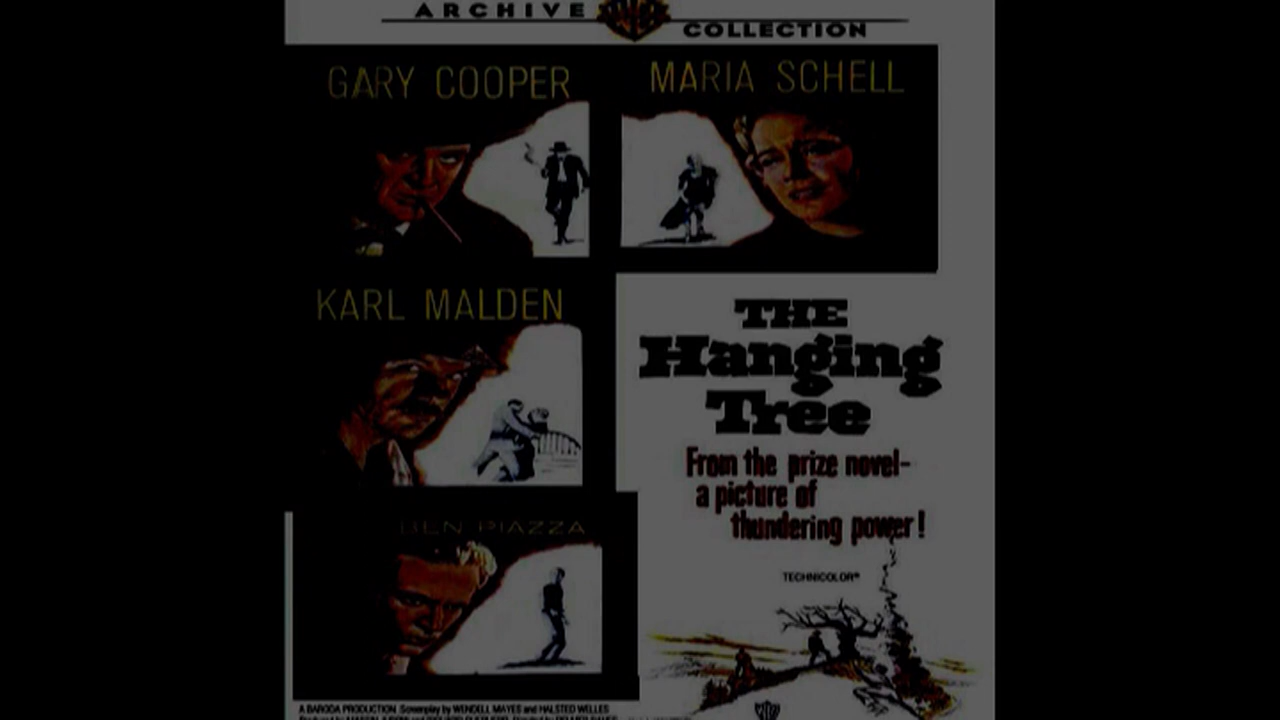 ARCHIVE
COLLECTION
GARY COOPER
MARIA SCHELL
KARL MALDEN
THE
Hanging
Tree
From the prize novel-
a picture of
thundering power!
BEN PIAZZA
TECHNICOLOR®
A BARODA PRODUCTION Screenplay by WENDELL MAYES and HALSTED WELLES